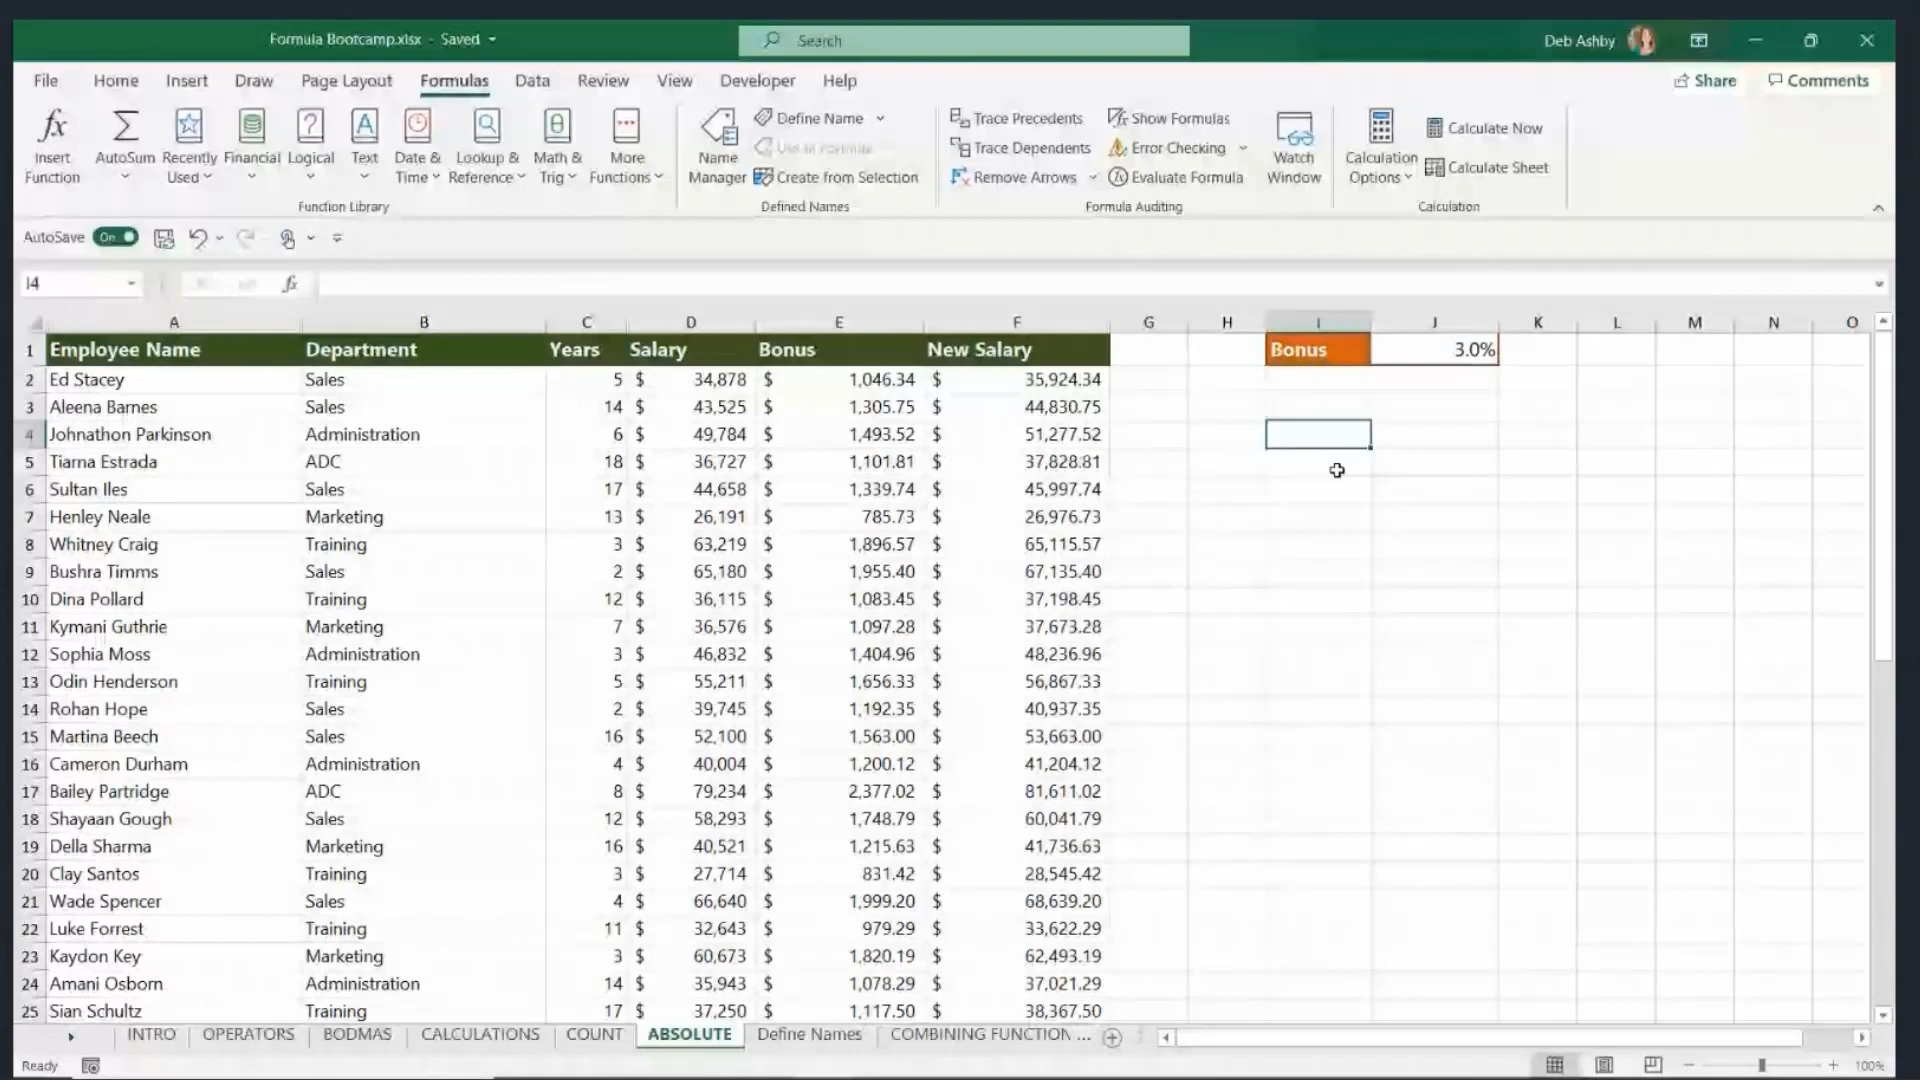 Formula Bootcamp.xlsx - Saved
Search
Deb Ashby
File Home Insert Draw Page Layout Formulas Data Review View Developer Help
Share Comments
Insert Function
AutoSum
Recently Used
Financial
Logical
Text
Date & Time
Lookup & Reference
Math & Trig
More Functions
Function Library
Name Manager
Define Name
Use in Formula
Create from Selection
Defined Names
Trace Precedents
Trace Dependents
Remove Arrows
Show Formulas
Error Checking
Evaluate Formula
Formula Auditing
Watch Window
Calculation Options
Calculate Now
Calculate Sheet
Calculation
AutoSave On
I4 fx
A B C D E F G H I J K L M N O
1 Employee Name Department Years Salary Bonus New Salary Bonus 3.0%
2 Ed Stacey Sales 5 $ 34,878 $ 1,046.34 $ 35,924.34
3 Aleena Barnes Sales 14 $ 43,525 $ 1,305.75 $ 44,830.75
4 Johnathon Parkinson Administration 6 $ 49,784 $ 1,493.52 $ 51,277.52
5 Tiarna Estrada ADC 18 $ 36,727 $ 1,101.81 $ 37,828.81
6 Sultan Iles Sales 17 $ 44,658 $ 1,339.74 $ 45,997.74
7 Henley Neale Marketing 13 $ 26,191 $ 785.73 $ 26,976.73
8 Whitney Craig Training 3 $ 63,219 $ 1,896.57 $ 65,115.57
9 Bushra Timms Sales 2 $ 65,180 $ 1,955.40 $ 67,135.40
10 Dina Pollard Training 12 $ 36,115 $ 1,083.45 $ 37,198.45
11 Kymani Guthrie Marketing 7 $ 36,576 $ 1,097.28 $ 37,673.28
12 Sophia Moss Administration 3 $ 46,832 $ 1,404.96 $ 48,236.96
13 Odin Henderson Training 5 $ 55,211 $ 1,656.33 $ 56,867.33
14 Rohan Hope Sales 2 $ 39,745 $ 1,192.35 $ 40,937.35
15 Martina Beech Sales 16 $ 52,100 $ 1,563.00 $ 53,663.00
16 Cameron Durham Administration 4 $ 40,004 $ 1,200.12 $ 41,204.12
17 Bailey Partridge ADC 8 $ 79,234 $ 2,377.02 $ 81,611.02
18 Shayaan Gough Sales 12 $ 58,293 $ 1,748.79 $ 60,041.79
19 Della Sharma Marketing 16 $ 40,521 $ 1,215.63 $ 41,736.63
20 Clay Santos Training 3 $ 27,714 $ 831.42 $ 28,545.42
21 Wade Spencer Sales 4 $ 66,640 $ 1,999.20 $ 68,639.20
22 Luke Forrest Training 11 $ 32,643 $ 979.29 $ 33,622.29
23 Kaydon Key Marketing 3 $ 60,673 $ 1,820.19 $ 62,493.19
24 Amani Osborn Administration 14 $ 35,943 $ 1,078.29 $ 37,021.29
25 Sian Schultz Training 17 $ 37,250 $ 1,117.50 $ 38,367.50
INTRO OPERATORS BODMAS CALCULATIONS COUNT ABSOLUTE Define Names COMBINING FUNCTION ...
Ready 100%